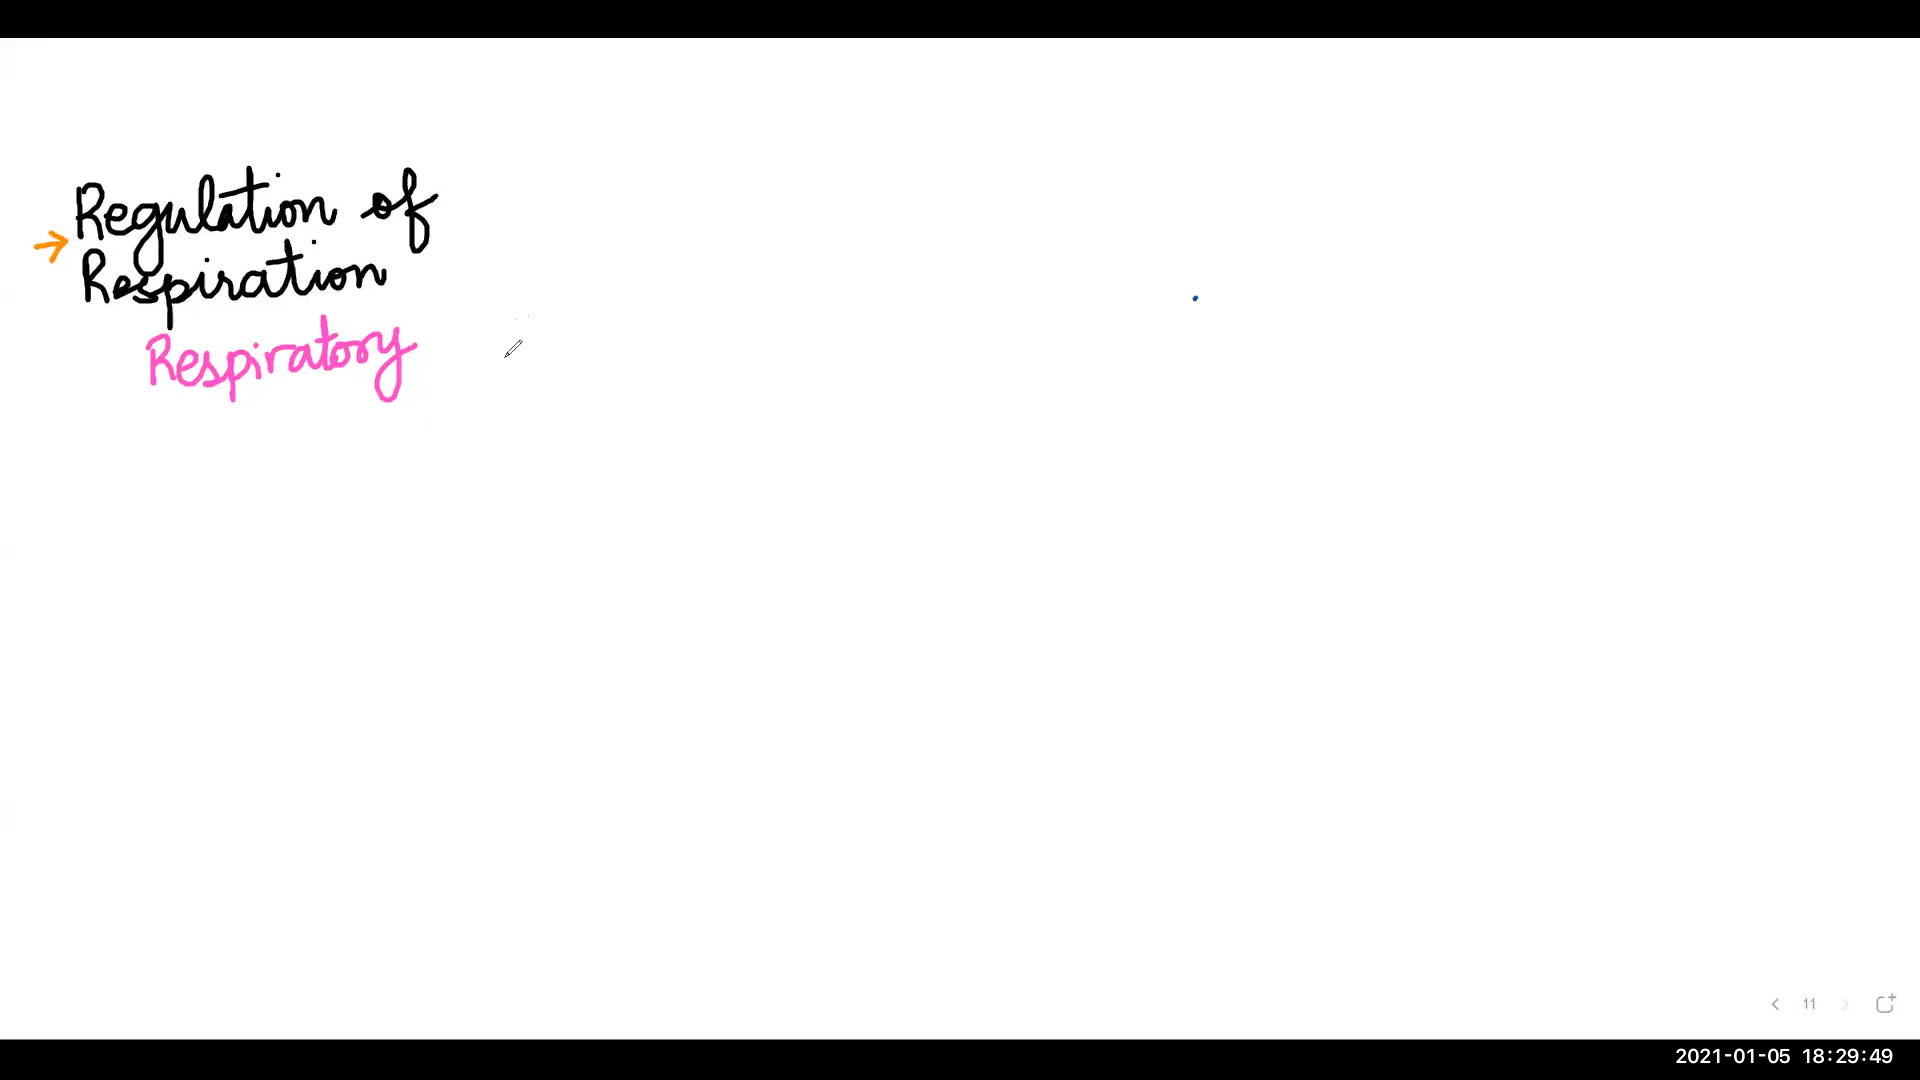 Regulation of
→ Respiration
Respiratory
11
2021-01-05 18:29:49